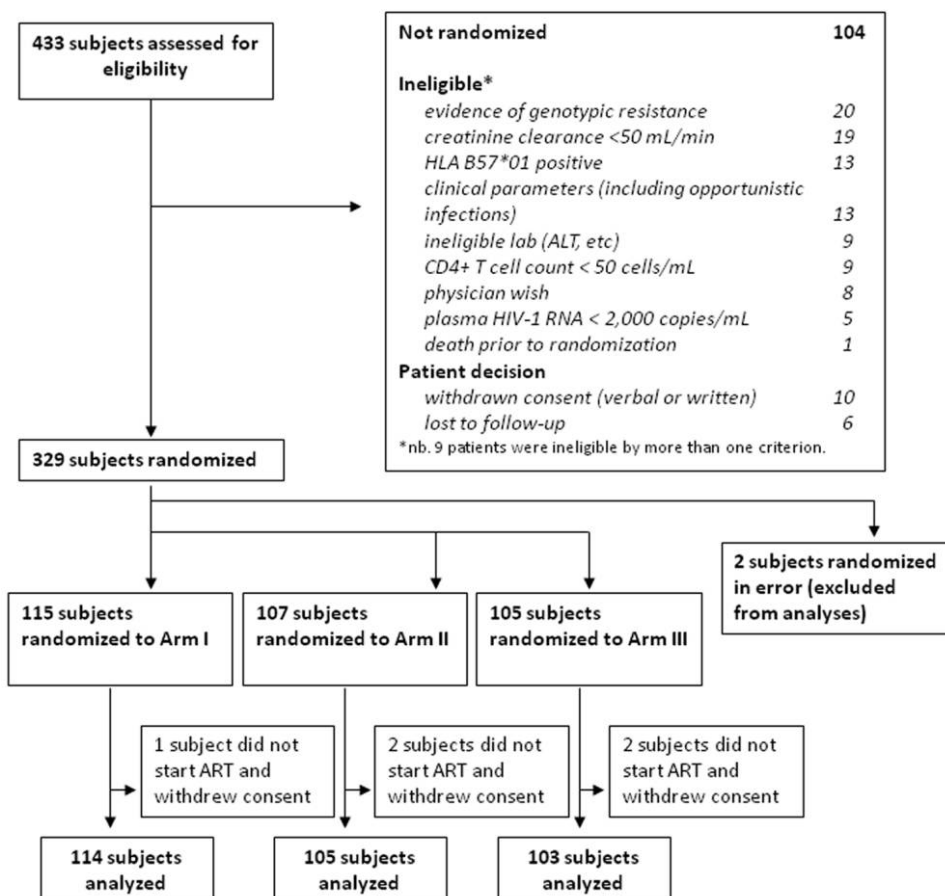 433 subjects assessed for
eligibility
Not randomized 104
Ineligible*
evidence of genotypic resistance 20
creatinine clearance <50 mL/min 19
HLA B57*01 positive 13
clinical parameters (including opportunistic
infections) 13
ineligible lab (ALT, etc) 9
CD4+ T cell count < 50 cells/mL 9
physician wish 8
plasma HIV-1 RNA < 2,000 copies/mL 5
death prior to randomization 1
Patient decision
withdrawn consent (verbal or written) 10
lost to follow-up 6
*nb. 9 patients were ineligible by more than one criterion.
329 subjects randomized
2 subjects randomized
in error (excluded
from analyses)
115 subjects
randomized to Arm I
107 subjects
randomized to Arm II
105 subjects
randomized to Arm III
1 subject did not
start ART and
withdrew consent
2 subjects did not
start ART and
withdrew consent
2 subjects did not
start ART and
withdrew consent
114 subjects
analyzed
105 subjects
analyzed
103 subjects
analyzed